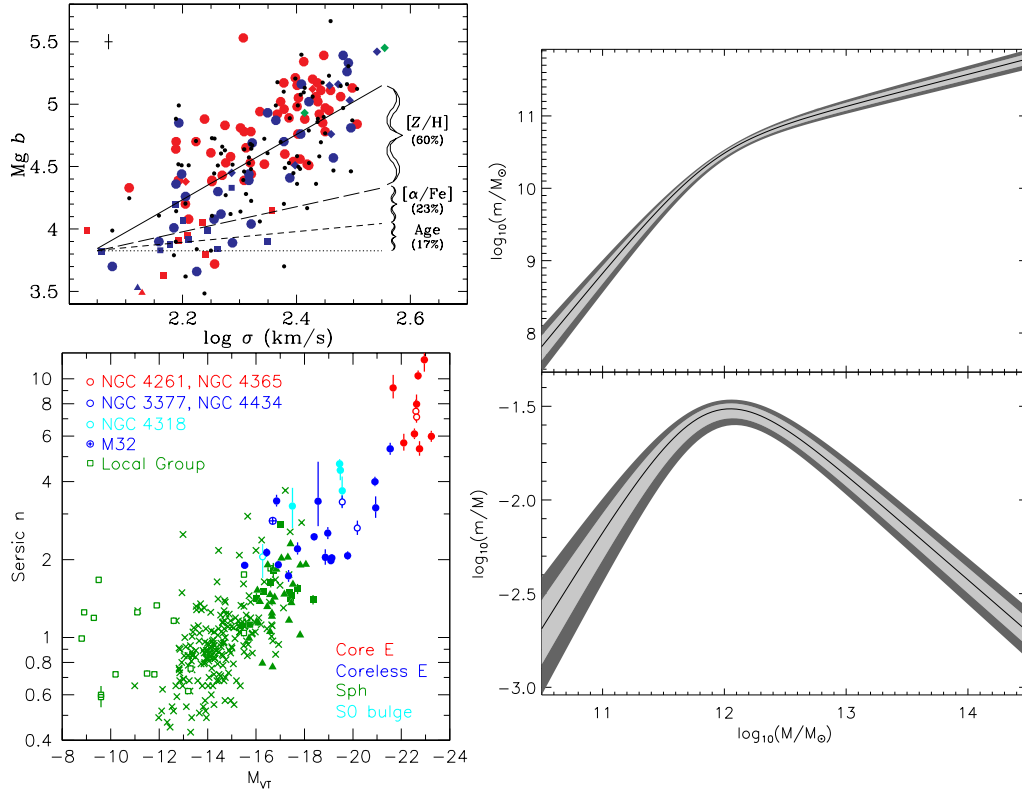 5.5
5
4.5
4
3.5
Mg b
[Z/H]
(60%)
[α/Fe]
(23%)
Age
(17%)
2.2
2.4
2.6
log σ (km/s)
10
8
6
4
2
1
0.8
0.6
0.4
Sersic n
NGC 4261, NGC 4365
NGC 3377, NGC 4434
NGC 4318
M32
Local Group
Core E
Coreless E
Sph
S0 bulge
−8
−10
−12
−14
−16
−18
−20
−22
−24
M_VT
11
10
9
8
log₁₀(m/M☉)
−1.5
−2.0
−2.5
−3.0
log₁₀(m/M)
11
12
13
14
log₁₀(M/M☉)